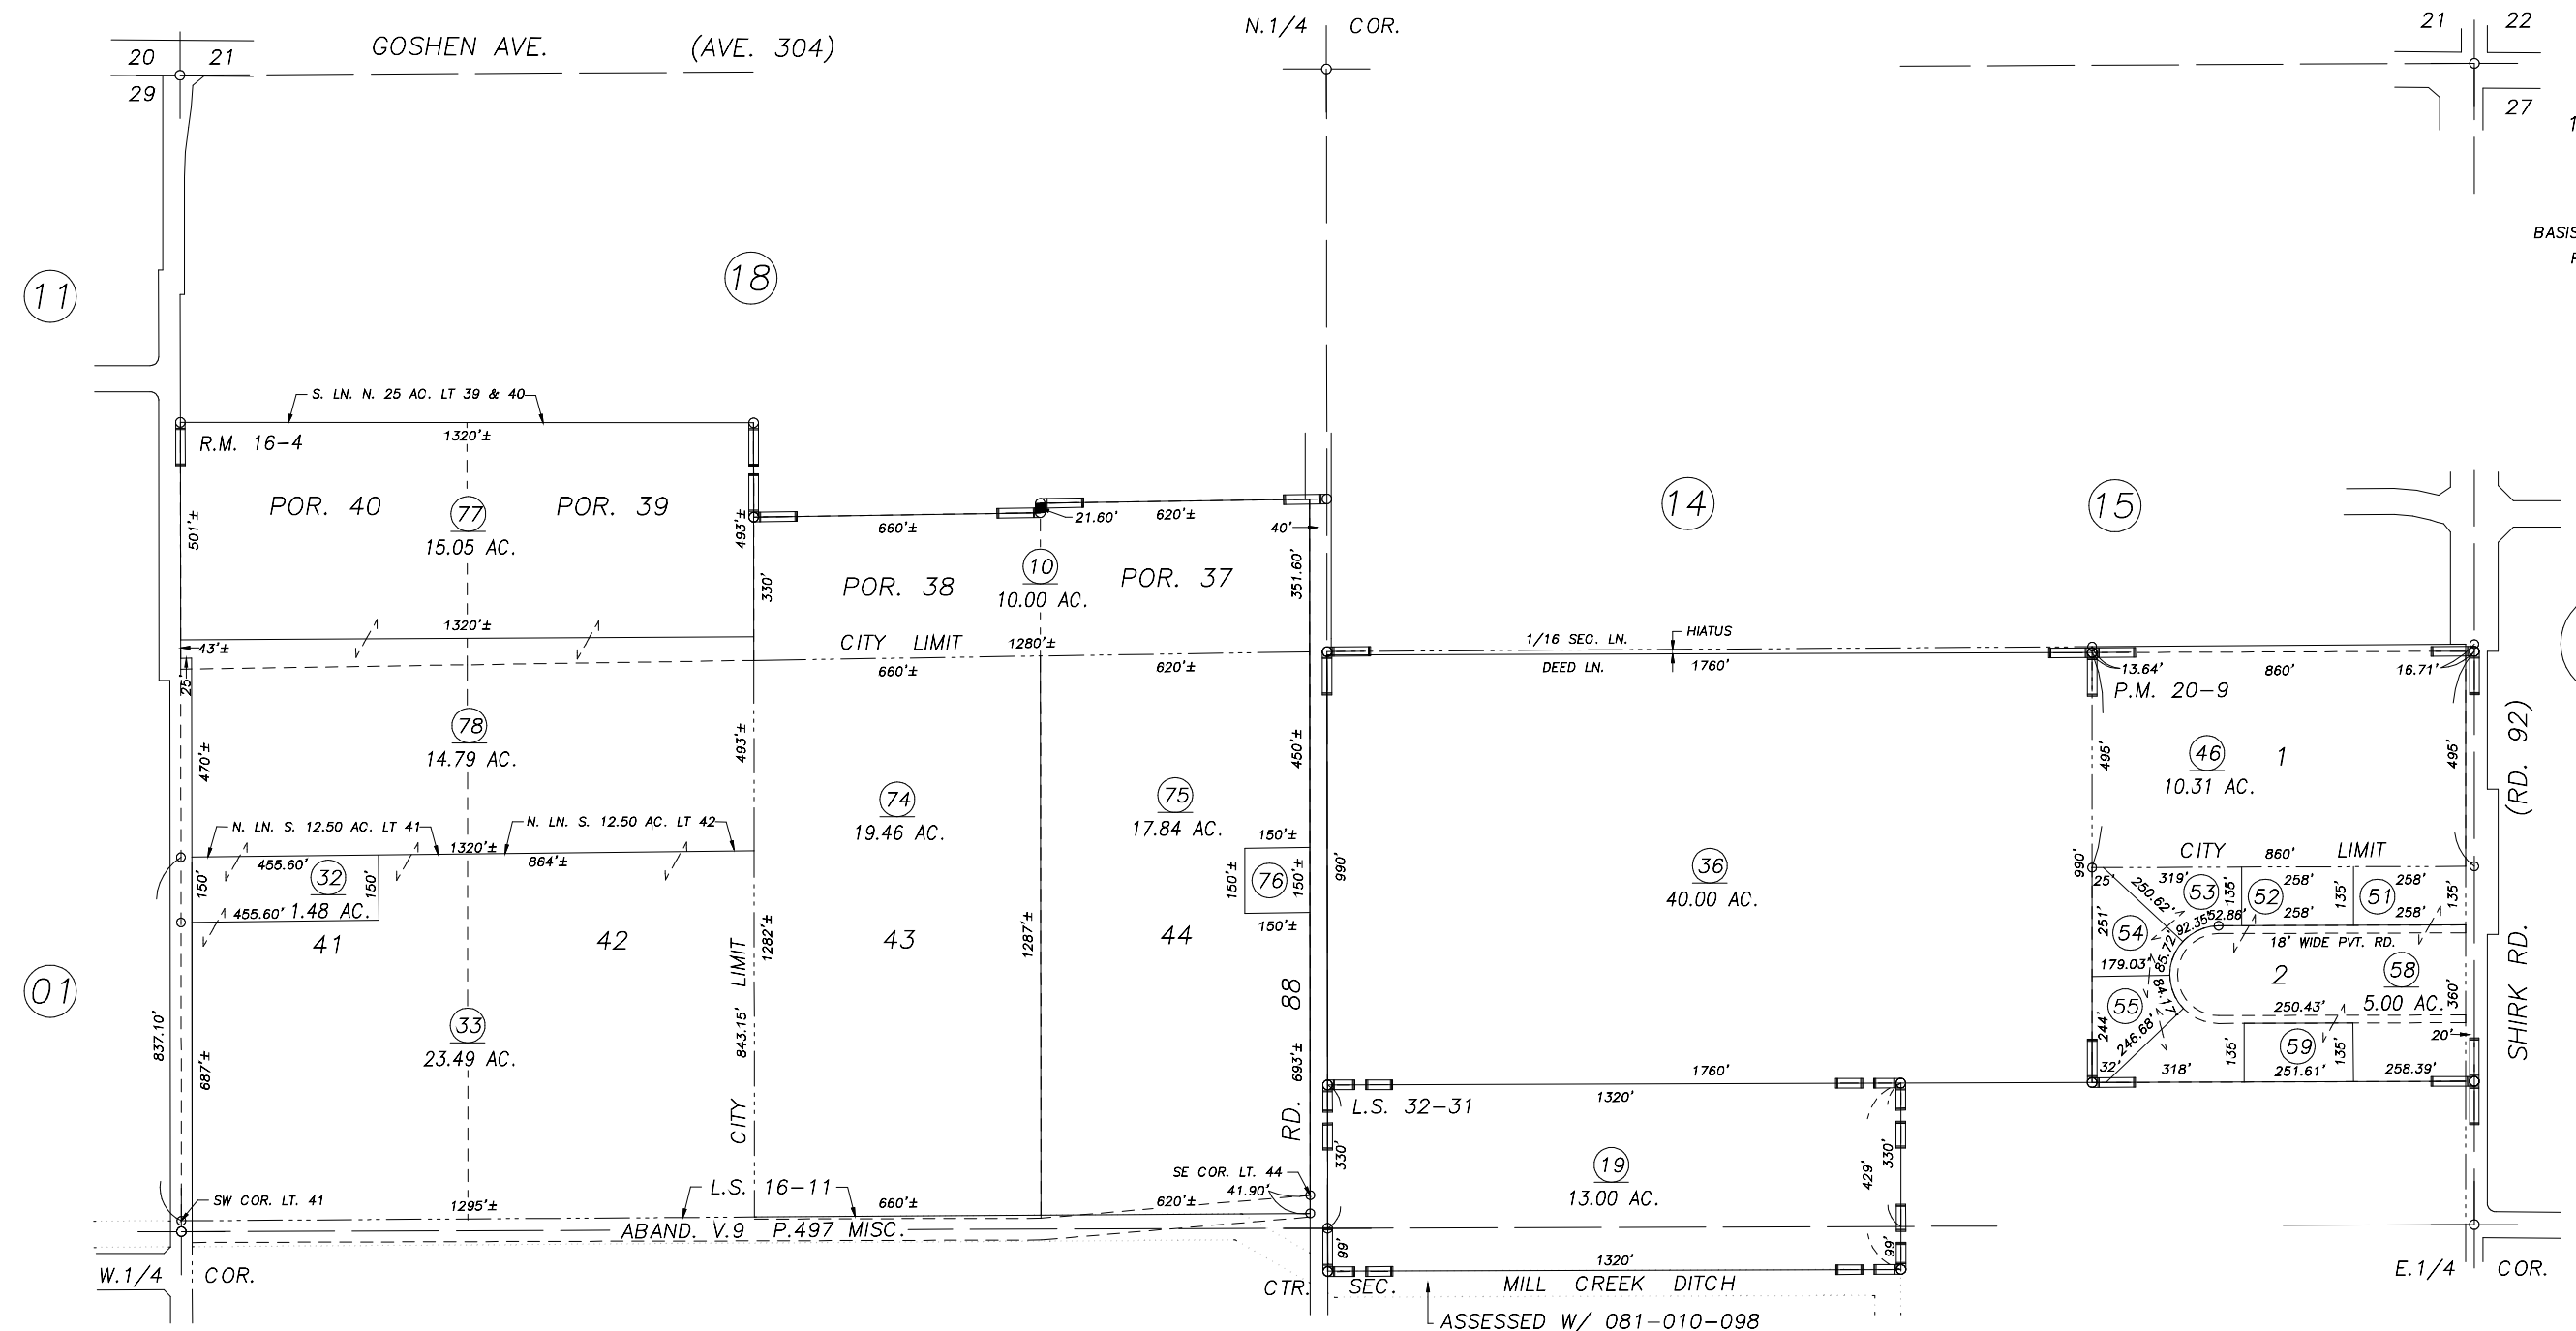 20 21
29
GOSHEN AVE. (AVE. 304)
N.1/4 COR.
21 22
27
1
BASIS
11
18
14
15
01
S. LN. N. 25 AC. LT 39 & 40
1320'±
R.M. 16-4
POR. 40
POR. 39
77
15.05 AC.
501'±
493'±
1320'±
43'±
25'
660'±
21.60'
620'±
40'
330'
351.60'
POR. 38
10
10.00 AC.
POR. 37
CITY LIMIT
1280'±
660'±
620'±
470'±
78
14.79 AC.
493'±
450'±
74
19.46 AC.
75
17.84 AC.
N. LN. S. 12.50 AC. LT 41
N. LN. S. 12.50 AC. LT 42
1320'±
455.60'
864'±
150'
32
150'
455.60'
1.48 AC.
41
42
43
44
150'±
150'±
76
150'±
150'±
33
23.49 AC.
837.10'
687'±
CITY 843.15' LIMIT
1282'±
1287'±
RD. 88
693'±
SW COR. LT. 41
1295'±
L.S. 16-11
660'±
620'±
SE COR. LT. 44
41.90'
ABAND. V.9 P.497 MISC.
W.1/4 COR.
CTR. SEC.
1/16 SEC. LN.
HIATUS
DEED LN.
1760'
990'
36
40.00 AC.
990'
1760'
L.S. 32-31
1320'
330'
19
13.00 AC.
429'
330'
99'
99'
1320'
MILL CREEK DITCH
ASSESSED W/ 081-010-098
13.64'
860'
16.71'
P.M. 20-9
495'
46
10.31 AC.
1
495'
CITY LIMIT
860'
25'
319'
258'
258'
250.62'
53
135'
52
135'
51
135'
258'
258'
251'
54
92.35'
52.86'
85.72
18' WIDE PVT. RD.
179.03'
2
58
5.00 AC.
360'
84.17
55
250.43'
244'
246.68'
135'
59
135'
20'
32'
318'
251.61'
258.39'
SHIRK RD. (RD. 92)
E.1/4 COR.